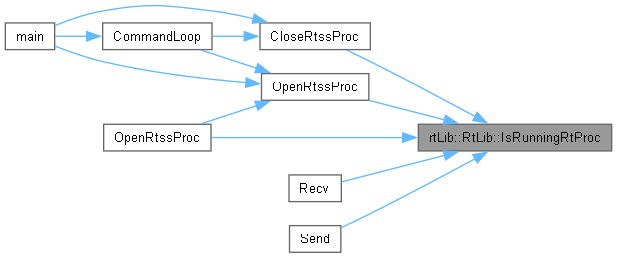 main
CommandLoop
CloseRtssProc
OpenRtssProc
OpenRtssProc
rtLib::RtLib::IsRunningRtProc
Recv
Send